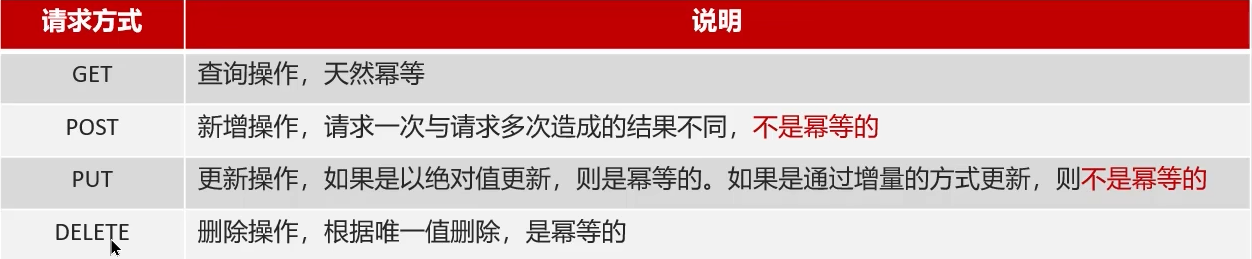 请求方式 说明
GET 查询操作，天然幂等
POST 新增操作，请求一次与请求多次造成的结果不同，不是幂等的
PUT 更新操作，如果是以绝对值更新，则是幂等的。如果是通过增量的方式更新，则不是幂等的
DELETE 删除操作，根据唯一值删除，是幂等的